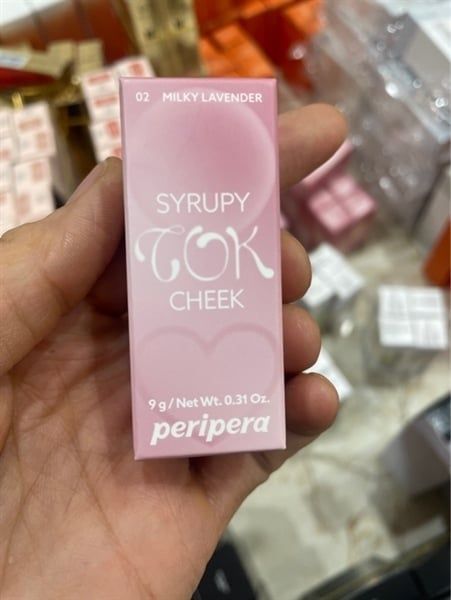 02 MILKY LAVENDER
SYRUPY
TOK
CHEEK
9 g / Net Wt. 0.31 Oz.
peripera